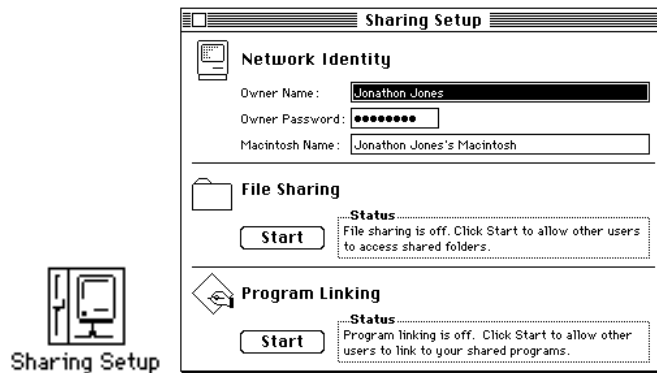 Sharing Setup
Network Identity
Owner Name:
Jonathon Jones
Owner Password:
●●●●●●●●
Macintosh Name:
Jonathon Jones's Macintosh
File Sharing
Start
Status
File sharing is off. Click Start to allow other users
to access shared folders.
Program Linking
Start
Status
Program linking is off. Click Start to allow other
users to link to your shared programs.
Sharing Setup